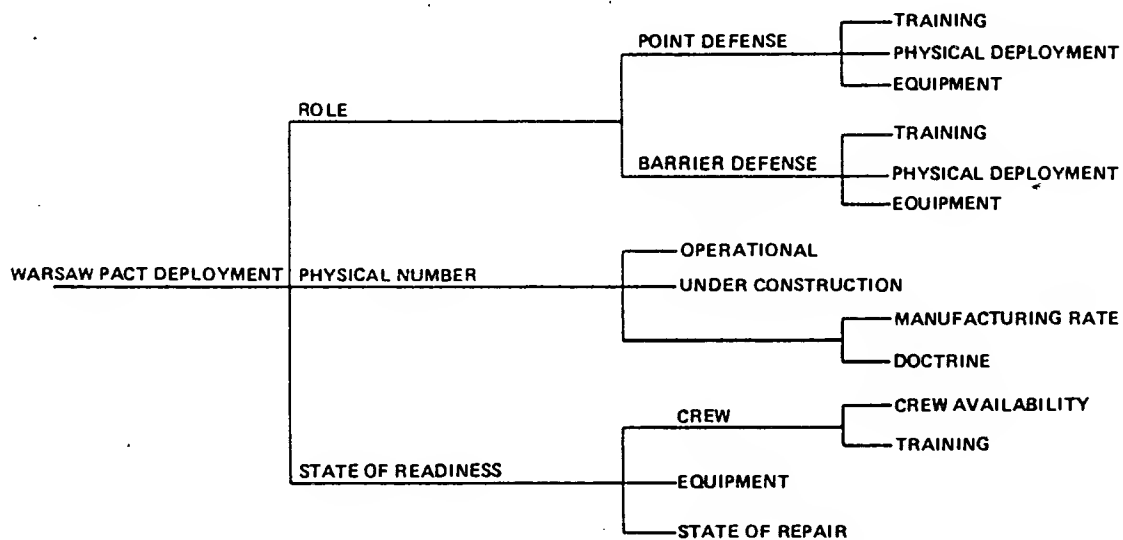 TRAINING
POINT DEFENSE
PHYSICAL DEPLOYMENT
EQUIPMENT
ROLE
TRAINING
BARRIER DEFENSE
PHYSICAL DEPLOYMENT
EQUIPMENT
OPERATIONAL
WARSAW PACT DEPLOYMENT
PHYSICAL NUMBER
UNDER CONSTRUCTION
MANUFACTURING RATE
DOCTRINE
CREW
CREW AVAILABILITY
TRAINING
STATE OF READINESS
EQUIPMENT
STATE OF REPAIR